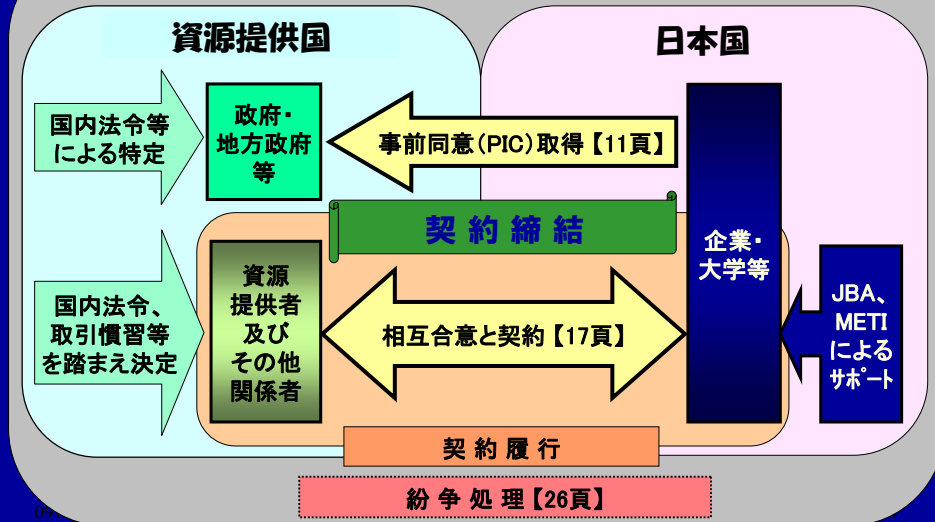 資源提供国
日本国
国内法令等
による特定
政府・
地方政府
等
事前同意(PIC)取得【11頁】
契約締結
企業・
大学等
国内法令、
取引慣習等
を踏まえ決定
資源
提供者
及び
その他
関係者
相互合意と契約【17頁】
JBA、
METI
による
サポート
契約履行
紛争処理【26頁】